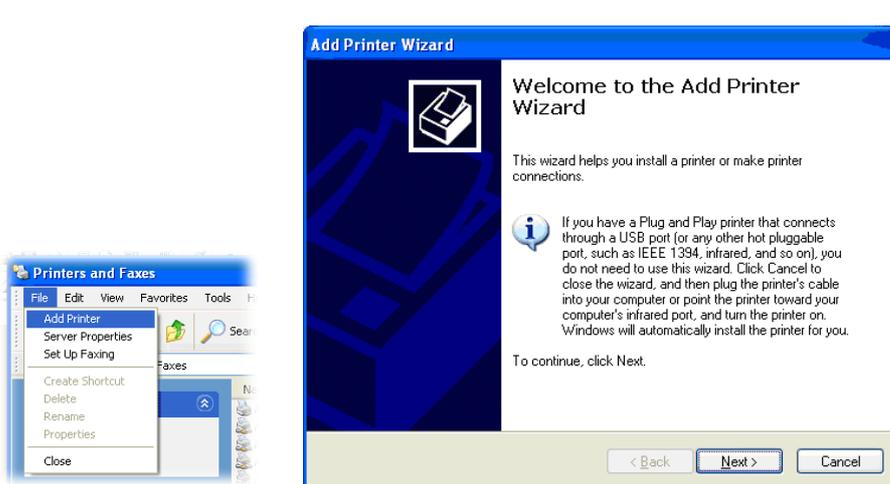 Printers and Faxes
File Edit View Favorites Tools H
Add Printer
Server Properties
Sear
Set Up Faxing
Faxes
Create Shortcut
Delete
Rename
Properties
Close
Add Printer Wizard
Welcome to the Add Printer
Wizard
This wizard helps you install a printer or make printer
connections.
If you have a Plug and Play printer that connects
through a USB port (or any other hot pluggable
port, such as IEEE 1394, infrared, and so on), you
do not need to use this wizard. Click Cancel to
close the wizard, and then plug the printer's cable
into your computer or point the printer toward your
computer's infrared port, and turn the printer on.
Windows will automatically install the printer for you.
To continue, click Next.
< Back Next > Cancel